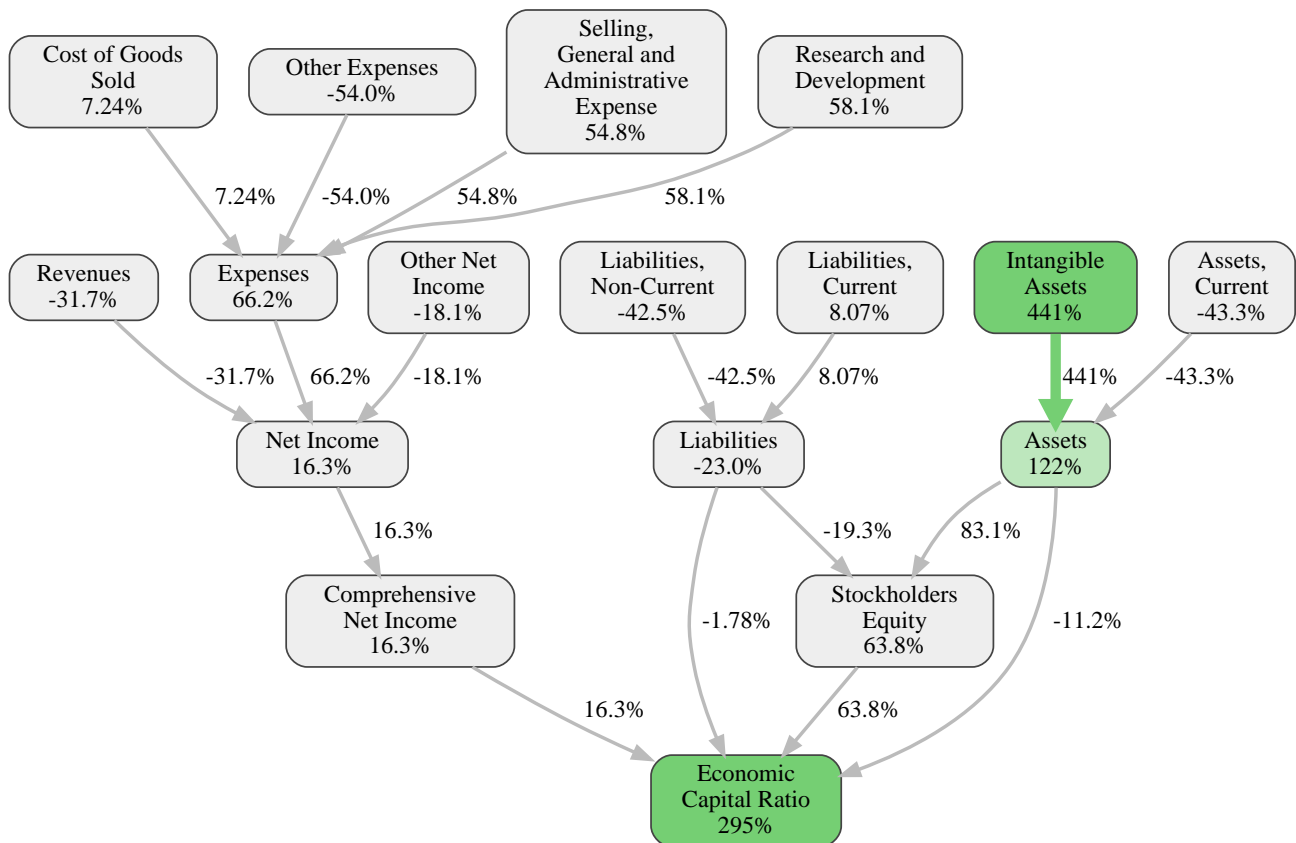 Cost of Goods
Sold
7.24%
Other Expenses
-54.0%
Selling,
General and
Administrative
Expense
54.8%
Research and
Development
58.1%
7.24%
-54.0%
54.8%
58.1%
Revenues
-31.7%
Expenses
66.2%
Other Net
Income
-18.1%
Liabilities,
Non-Current
-42.5%
Liabilities,
Current
8.07%
Intangible
Assets
441%
Assets,
Current
-43.3%
-31.7%
66.2%
-18.1%
-42.5%
8.07%
441%
-43.3%
Net Income
16.3%
Liabilities
-23.0%
Assets
122%
16.3%
-19.3%
83.1%
Comprehensive
Net Income
16.3%
-1.78%
Stockholders
Equity
63.8%
-11.2%
16.3%
63.8%
Economic
Capital Ratio
295%